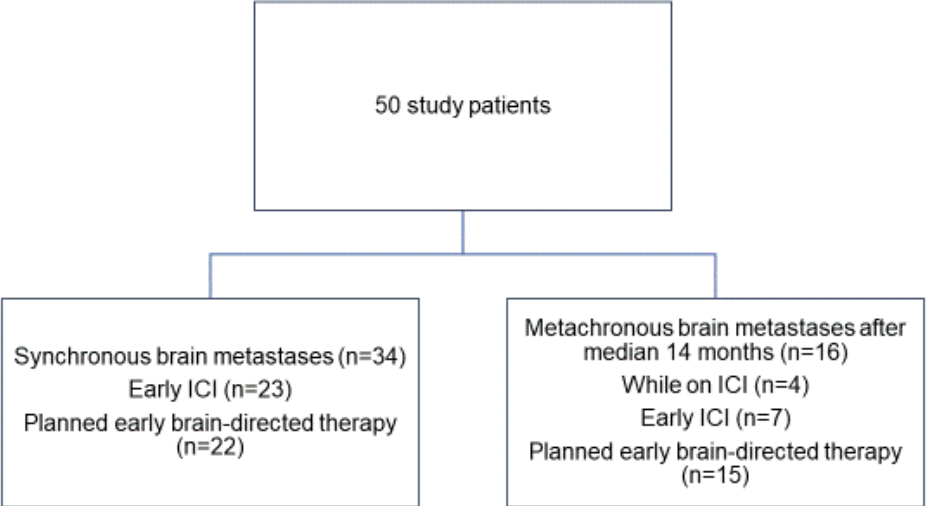 50 study patients
Synchronous brain metastases (n=34)
Early ICI (n=23)
Planned early brain-directed therapy
(n=22)
Metachronous brain metastases after
median 14 months (n=16)
While on ICI (n=4)
Early ICI (n=7)
Planned early brain-directed therapy
(n=15)